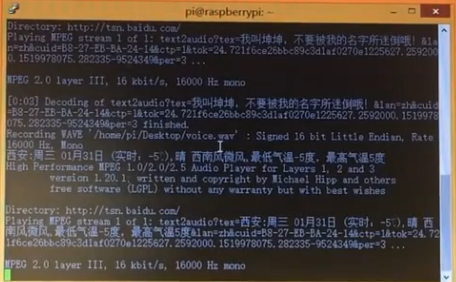 pi@raspberrypi: ~
Directory: http://tsn.baidu.com/
Playing MPEG stream 1 of 1: text2audio?tex=我叫坤坤，不要被我的名字所迷倒哦！&lan=zh&cuid=B8-27-EB-BA-24-14&ctp=1&tok=24.721f6ce26bbc89c3d1af0270e1225627.2592000.1519978075.282335-9524349&per=3 ...
MPEG 2.0 layer III, 16 kbit/s, 16000 Hz mono
[0:03] Decoding of text2audio?tex=我叫坤坤，不要被我的名字所迷倒哦！&lan=zh&cuid=B8-27-EB-BA-24-14&ctp=1&tok=24.721f6ce26bbc89c3d1af0270e1225627.2592000.1519978075.282335-9524349&per=3 finished.
Recording WAVE '/home/pi/Desktop/voice.wav' : Signed 16 bit Little Endian, Rate
16000 Hz, Mono
西安:周三 01月31日 (实时：-5℃),晴 西南风微风,最低气温-5度，最高气温5度
High Performance MPEG 1.0/2.0/2.5 Audio Player for Layers 1, 2 and 3
version 1.20.1; written and copyright by Michael Hipp and others
free software (LGPL) without any warranty but with best wishes
Directory: http://tsn.baidu.com/
Playing MPEG stream 1 of 1: text2audio?tex=西安:周三 01月31日 (实时：-5℃),晴 西
南风微风,最低气温-5度，最高气温5度&lan=zh&cuid=B8-27-EB-BA-24-14&ctp=1&tok=24.72
1f6ce26bbc89c3d1af0270e1225627.2592000.1519978075.282335-9524349&per=3 ...
MPEG 2.0 layer III, 16 kbit/s, 16000 Hz mono